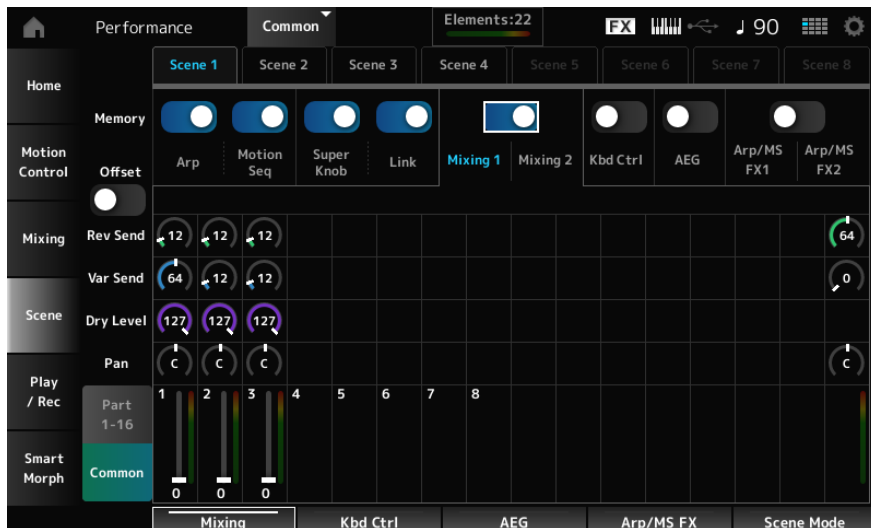 Performance
Common
Elements:22
FX
♩ 90
Home
Motion
Control
Mixing
Scene
Play
/ Rec
Smart
Morph
Scene 1
Scene 2
Scene 3
Scene 4
Scene 5
Scene 6
Scene 7
Scene 8
Memory
Arp
Motion
Seq
Super
Knob
Link
Mixing 1
Mixing 2
Kbd Ctrl
AEG
Arp/MS
FX1
Arp/MS
FX2
Offset
Rev Send 12 12 12 64
Var Send 64 12 12 0
Dry Level 127 127 127
Pan C C C C
Part
1-16
Common
1 2 3 4 5 6 7 8
0 0 0
Mixing
Kbd Ctrl
AEG
Arp/MS FX
Scene Mode